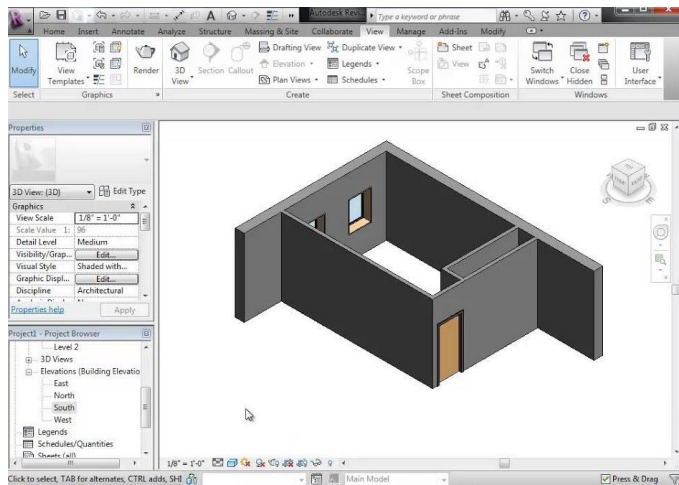 Autodesk Revit
Type a keyword or phrase
Home Insert Annotate Analyze Structure Massing & Site Collaborate View Manage Add-Ins Modify
Modify
View Templates
Render
3D View
Section
Callout
Drafting View
Elevation
Plan Views
Duplicate View
Legends
Schedules
Scope Box
Sheet
View
Switch Windows
Close Hidden
User Interface
Select Graphics Create Sheet Composition Windows
Properties
3D View: {3D}
Edit Type
Graphics
View Scale 1/8" = 1'-0"
Scale Value 1: 96
Detail Level Medium
Visibility/Grap... Edit...
Visual Style Shaded with...
Graphic Displ... Edit...
Discipline Architectural
Properties help Apply
Project1 - Project Browser
Level 2
3D Views
Elevations (Building Elevatio
East
North
South
West
Legends
Schedules/Quantities
Sheets (all)
1/8" = 1'-0"
Click to select, TAB for alternates, CTRL adds, SHI
Main Model
Press & Drag